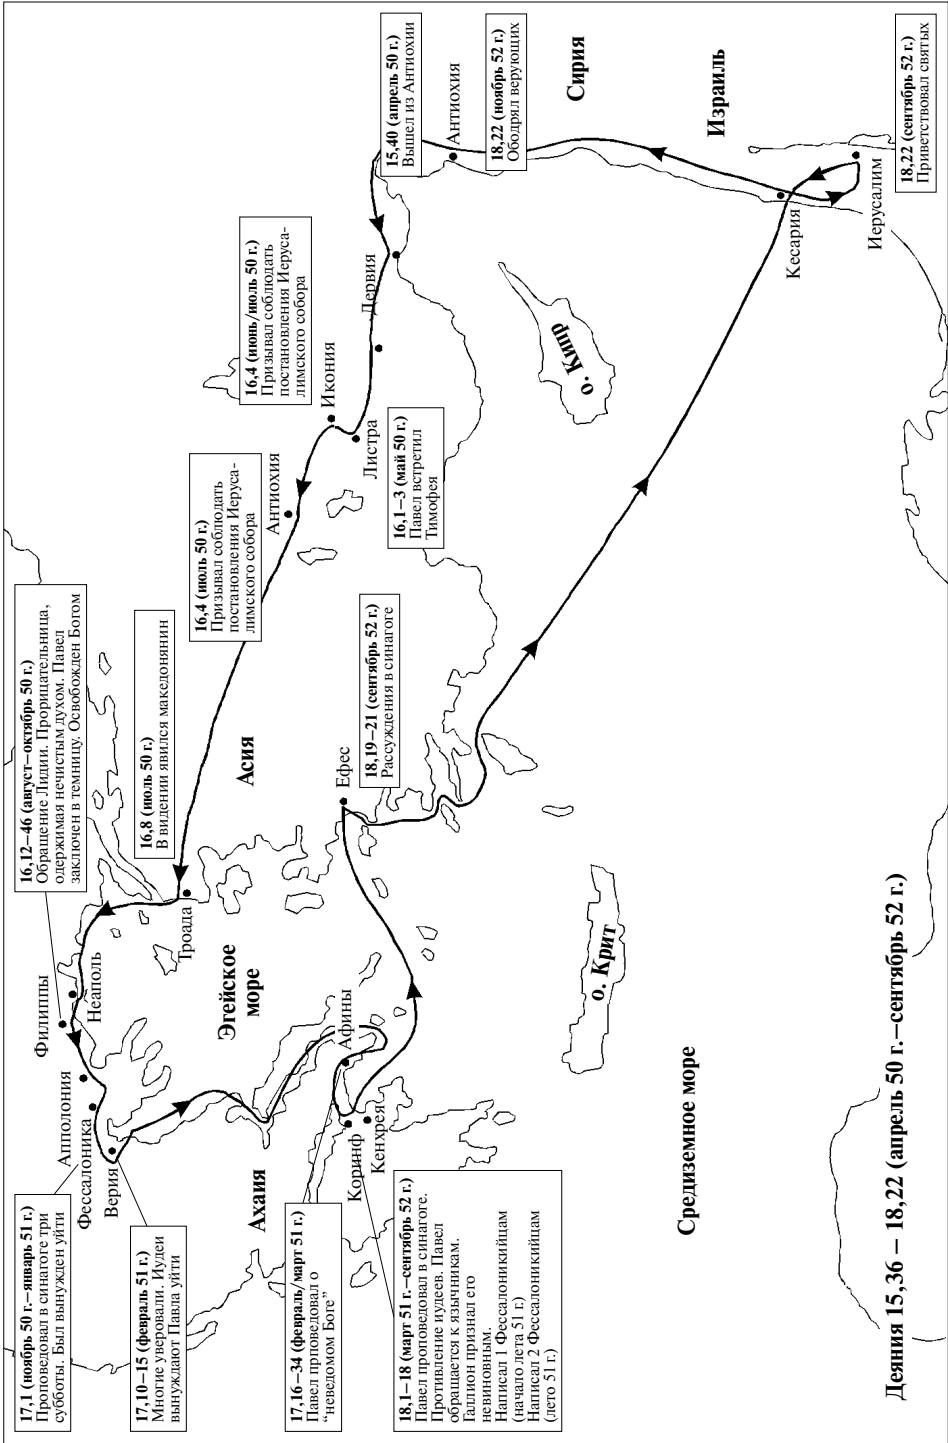 17,1 (ноябрь 50 г.–январь 51 г.)
Проповедовал в синагоге три
субботы. Был вынужден уйти
17,10–15 (февраль 51 г.)
Многие уверовали. Иудеи
вынуждают Павла уйти
17,16–34 (февраль/март 51 г.)
Павел прповедовал о
“неведомом Боге”
18,1–18 (март 51 г.–сентябрь 52 г.)
Павел проповедовал в синагоге.
Противление иудеев. Павел
обращается к язычникам.
Галлион признал его
невиновным.
Написал 1 Фессалоникийцам
(начало лета 51 г.)
Написал 2 Фессалоникийцам
(лето 51 г.)
16,12–46 (август–октябрь 50 г.)
Обращение Лидии. Прорицательница,
одержимая нечистым духом. Павел
заключен в темницу. Освобожден Богом
16,8 (июль 50 г.)
В видении явился македонянин
16,4 (июль 50 г.)
Призывал соблюдать
постановления Иеруса-
лимского собора
16,4 (июнь/июль 50 г.)
Призывал соблюдать
постановления Иеруса-
лимского собора
16,1–3 (май 50 г.)
Павел встретил
Тимофея
15,40 (апрель 50 г.)
Вышел из Антиохии
18,22 (ноябрь 52 г.)
Ободрял верующих
18,22 (сентябрь 52 г.)
Приветствовал святых
18,19–21 (сентябрь 52 г.)
Рассуждения в синагоге
Филиппы
Неаполь
Апполония
Фессалоника
Верия
Троада
Эгейское
море
Асия
Ахаия
Афины
Коринф
Кенхрея
Ефес
Антиохия
Икония
Листра
Дервия
Антиохия
Сирия
Израиль
Кесария
Иерусалим
о. Кипр
о. Крит
Средиземное море
Деяния 15,36 – 18,22 (апрель 50 г.–сентябрь 52 г.)